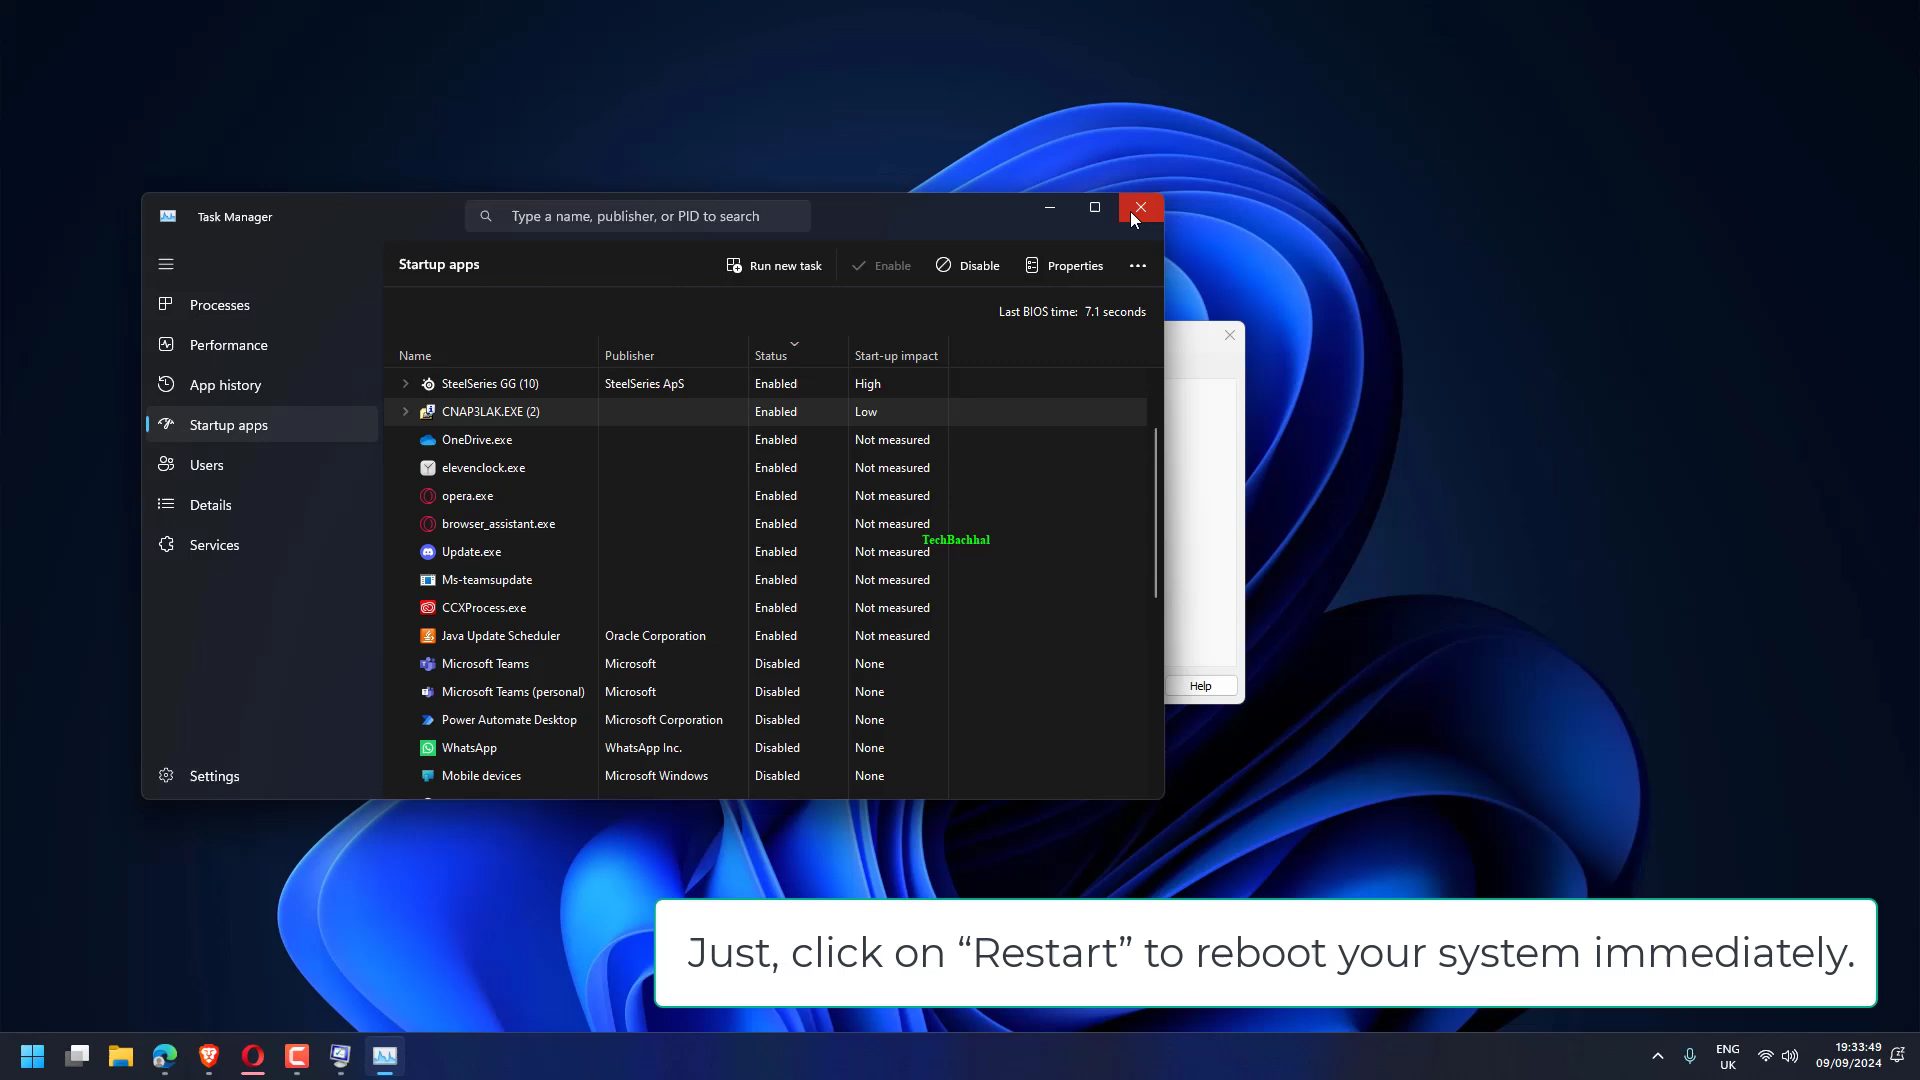 Task Manager
Type a name, publisher, or PID to search
Startup apps
Run new task
Enable
Disable
Properties
Last BIOS time: 7.1 seconds
Processes
Performance
App history
Startup apps
Users
Details
Services
Settings
Name Publisher Status Start-up impact
SteelSeries GG (10) SteelSeries ApS Enabled High
CNAP3LAK.EXE (2) Enabled Low
OneDrive.exe Enabled Not measured
elevenclock.exe Enabled Not measured
opera.exe Enabled Not measured
browser_assistant.exe Enabled Not measured
TechBachhal
Update.exe Enabled Not measured
Ms-teamsupdate Enabled Not measured
CCXProcess.exe Enabled Not measured
Java Update Scheduler Oracle Corporation Enabled Not measured
Microsoft Teams Microsoft Disabled None
Microsoft Teams (personal) Microsoft Disabled None
Power Automate Desktop Microsoft Corporation Disabled None
WhatsApp WhatsApp Inc. Disabled None
Mobile devices Microsoft Windows Disabled None
Help
Just, click on “Restart” to reboot your system immediately.
ENG
UK
19:33:49
09/09/2024